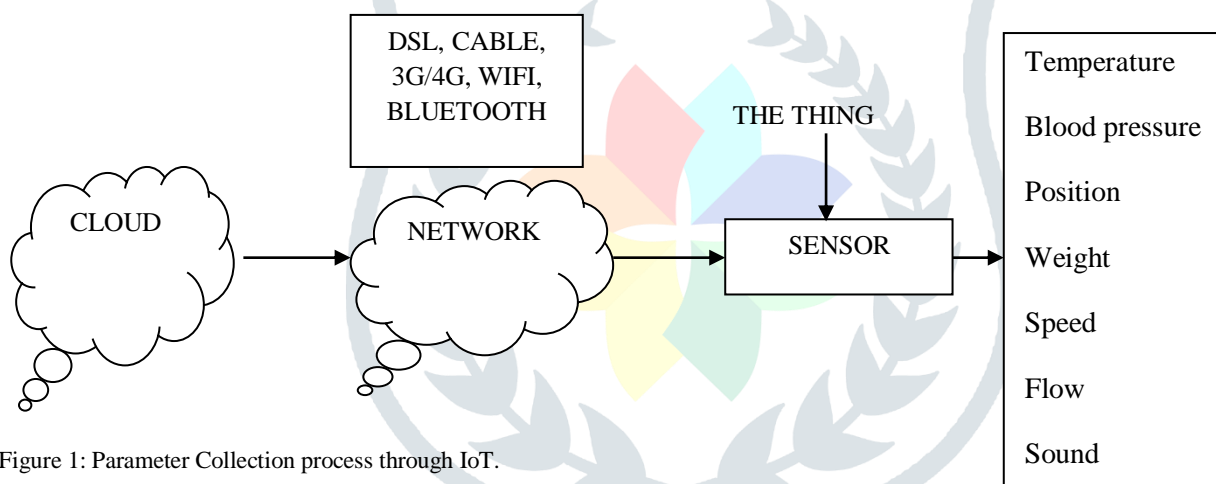 DSL, CABLE,
3G/4G, WIFI,
BLUETOOTH
CLOUD
NETWORK
THE THING
SENSOR
Temperature
Blood pressure
Position
Weight
Speed
Flow
Sound
Figure 1: Parameter Collection process through IoT.